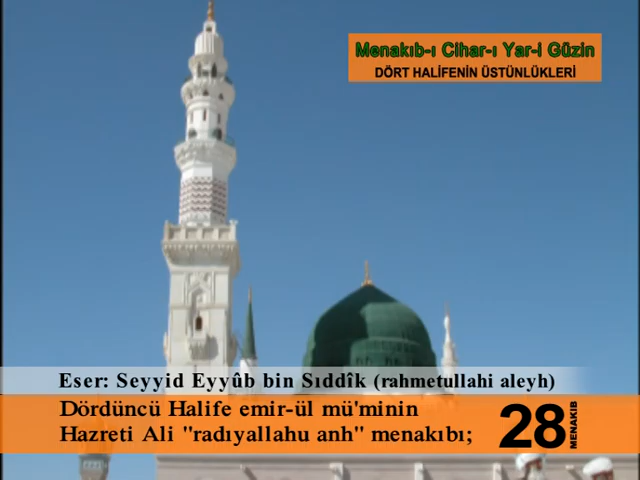 Menakıb-ı Cihar-ı Yar-i Güzin
DÖRT HALİFENİN ÜSTÜNLÜKLERİ
Eser: Seyyid Eyyûb bin Sıddîk (rahmetullahi aleyh)
Dördüncü Halife emir-ül mü'minin
Hazreti Ali "radıyallahu anh" menakıbı;
28
MENAKIB